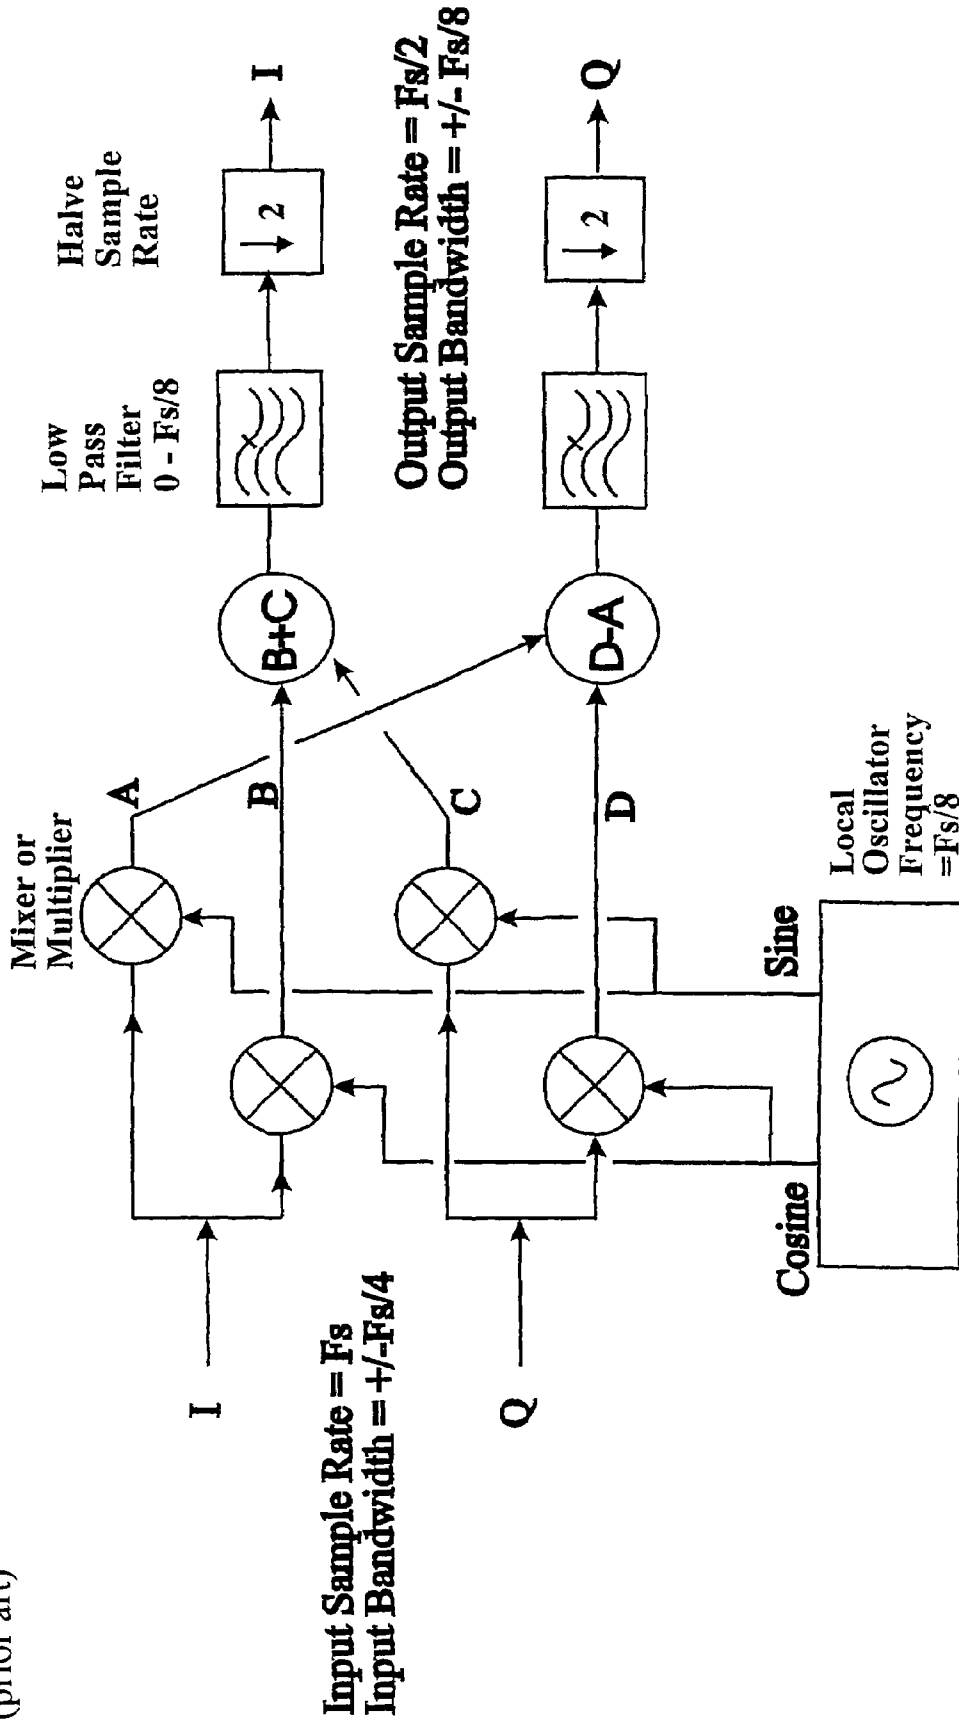 (prior art)
Mixer or
Multiplier
Low
Pass
Filter
0 - Fs/8
Halve
Sample
Rate
I
A
B
B+C
↓ 2
I
Input Sample Rate = Fs
Input Bandwidth = +/-Fs/4
Output Sample Rate = Fs/2
Output Bandwidth = +/- Fs/8
Q
C
D
D-A
↓ 2
Q
Cosine
Sine
Local
Oscillator
Frequency
=Fs/8